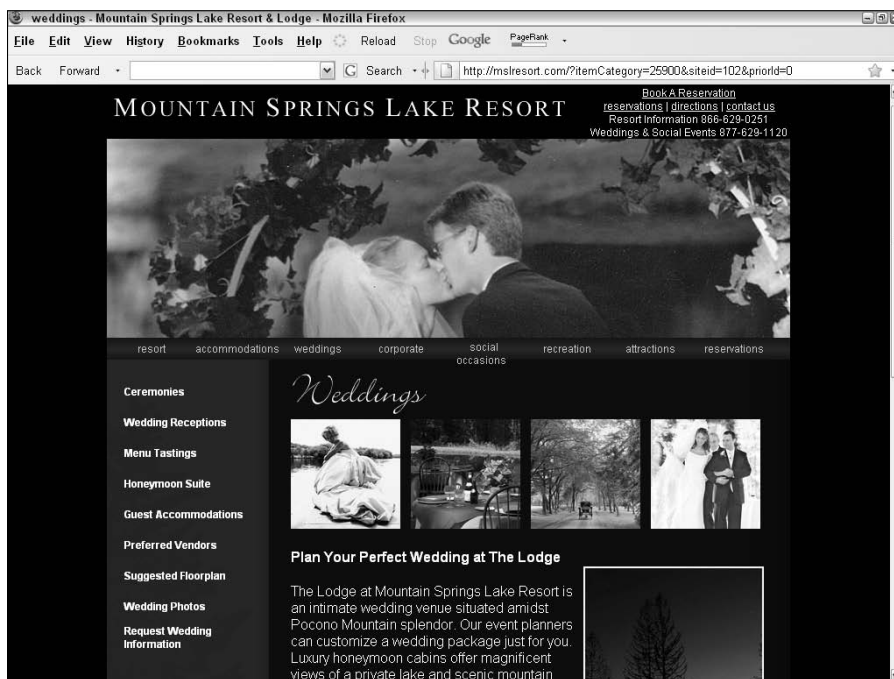 weddings - Mountain Springs Lake Resort & Lodge - Mozilla Firefox
File Edit View History Bookmarks Tools Help Reload Stop Google PageRank
Back Forward G Search http://mslresort.com/?itemCategory=25900&siteid=102&priorId=0
MOUNTAIN SPRINGS LAKE RESORT
Book A Reservation
reservations | directions | contact us
Resort Information 866-629-0251
Weddings & Social Events 877-629-1120
resort accommodations weddings corporate social occasions recreation attractions reservations
Ceremonies
Wedding Receptions
Menu Tastings
Honeymoon Suite
Guest Accommodations
Preferred Vendors
Suggested Floorplan
Wedding Photos
Request Wedding
Information
Weddings
Plan Your Perfect Wedding at The Lodge
The Lodge at Mountain Springs Lake Resort is
an intimate wedding venue situated amidst
Pocono Mountain splendor. Our event planners
can customize a wedding package just for you.
Luxury honeymoon cabins offer magnificent
views of a private lake and scenic mountain